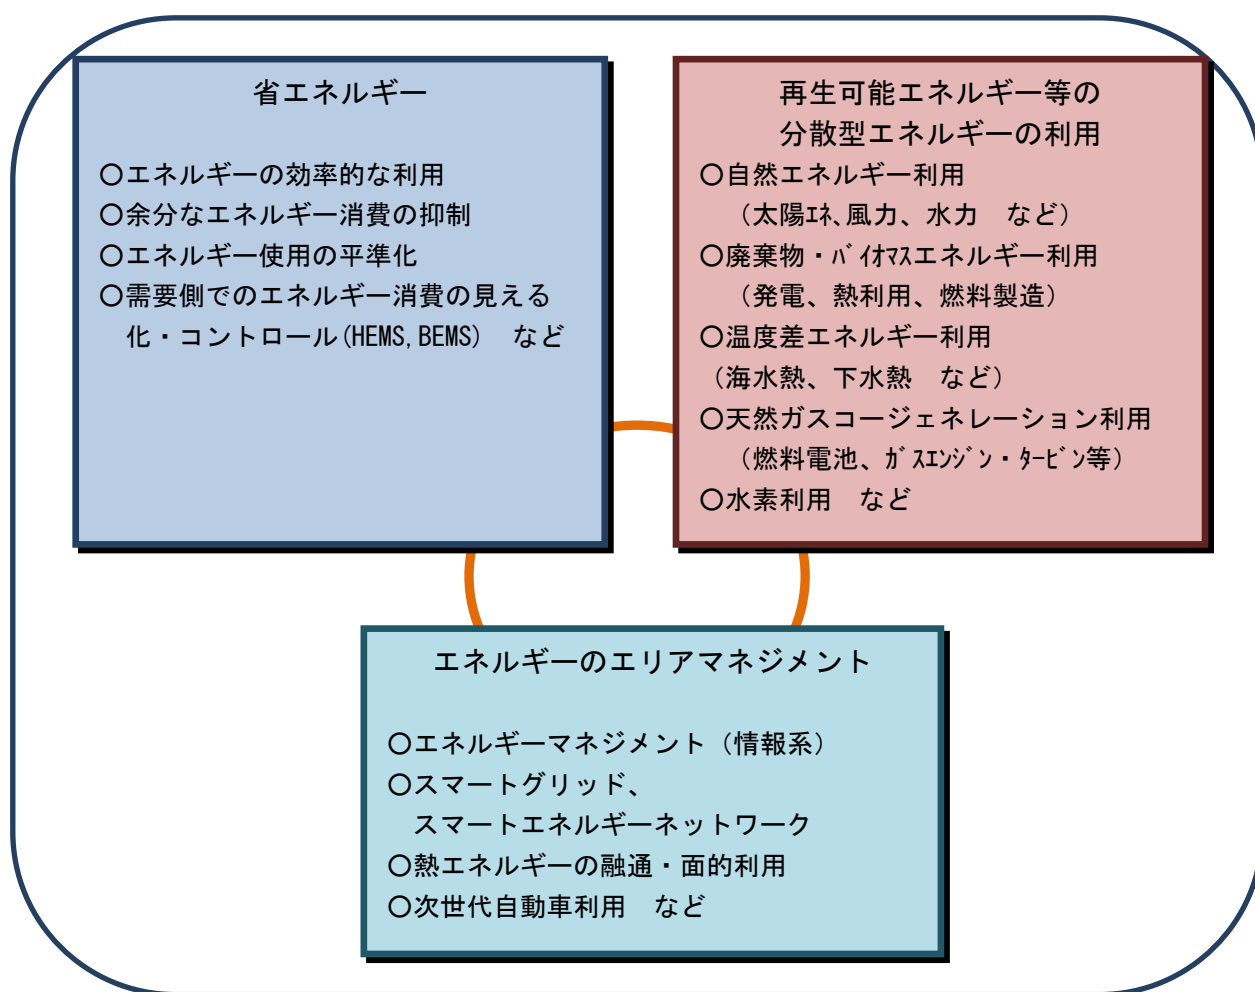 省エネルギー
〇エネルギーの効率的な利用
〇余分なエネルギー消費の抑制
〇エネルギー使用の平準化
〇需要側でのエネルギー消費の見える
化・コントロール(HEMS,BEMS)　など
再生可能エネルギー等の
分散型エネルギーの利用
〇自然エネルギー利用
（太陽ｴﾈ、風力、水力　など）
〇廃棄物・ﾊﾞｲｵﾏｽエネルギー利用
（発電、熱利用、燃料製造）
〇温度差エネルギー利用
（海水熱、下水熱　など）
〇天然ガスコージェネレーション利用
（燃料電池、ｶﾞｽｴﾝｼﾞﾝ・ﾀｰﾋﾞﾝ等）
〇水素利用　など
エネルギーのエリアマネジメント
〇エネルギーマネジメント（情報系）
〇スマートグリッド、
スマートエネルギーネットワーク
〇熱エネルギーの融通・面的利用
〇次世代自動車利用　など